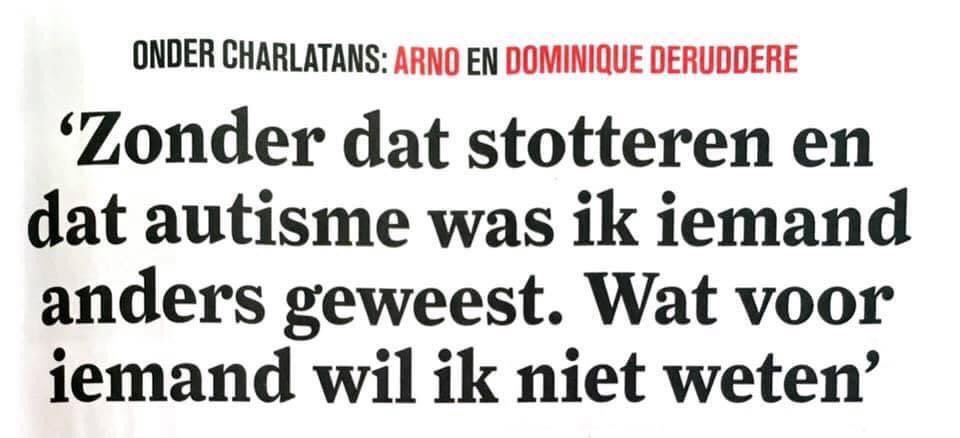 ONDER CHARLATANS: ARNO EN DOMINIQUE DERUDDERE
‘Zonder dat stotteren en
dat autisme was ik iemand
anders geweest. Wat voor
iemand wil ik niet weten’